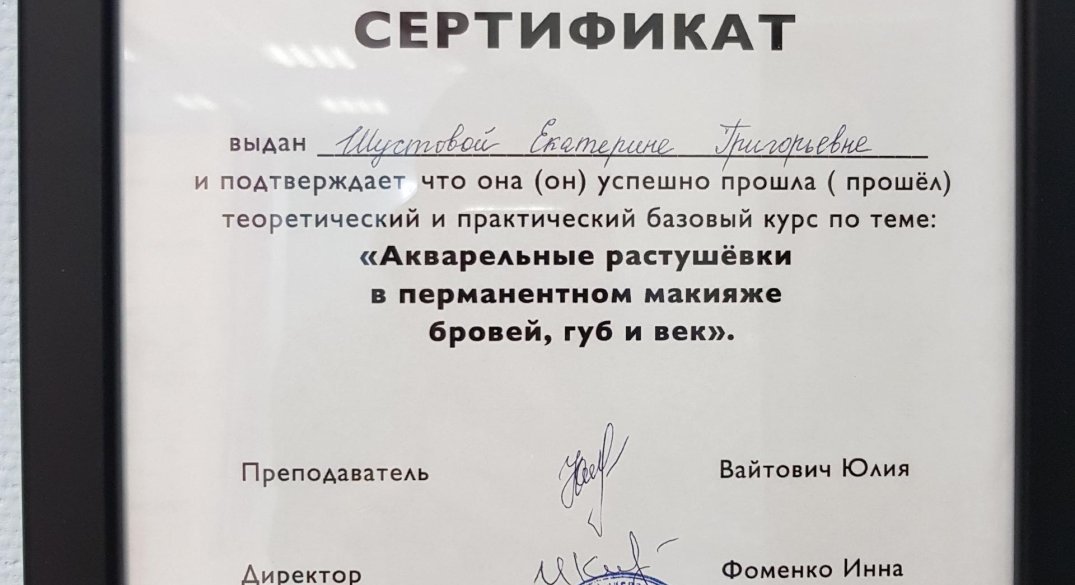 СЕРТИФИКАТ
выдан Шустовой Екатерине Григорьевне
и подтверждает, что она (он) успешно прошла ( прошёл)
теоретический и практический базовый курс по теме:
«Акварельные растушёвки
в перманентном макияже
бровей, губ и век».
Преподаватель Вайтович Юлия
Директор Фоменко Инна